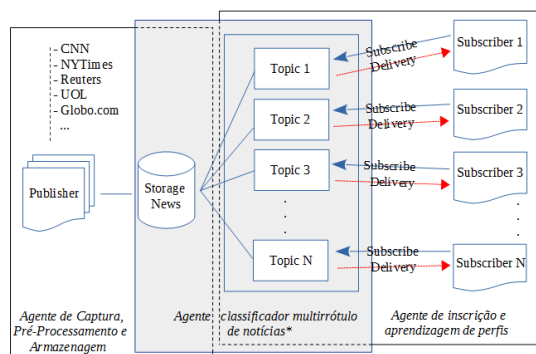 - CNN
- NYTimes
- Reuters
- UOL
- Globo.com
...
Publisher
Storage
News
Topic 1
Topic 2
Topic 3
.
.
.
Topic N
Subscribe
Delivery
Subscribe
Delivery
Subscribe
Delivery
Subscribe
Delivery
Subscriber 1
Subscriber 2
Subscriber 3
.
.
.
Subscriber N
Agente de Captura,
Pré-Processamento e
Armazenagem
Agente classificador multirrótulo
de notícias*
Agente de inscrição e
aprendizagem de perfis